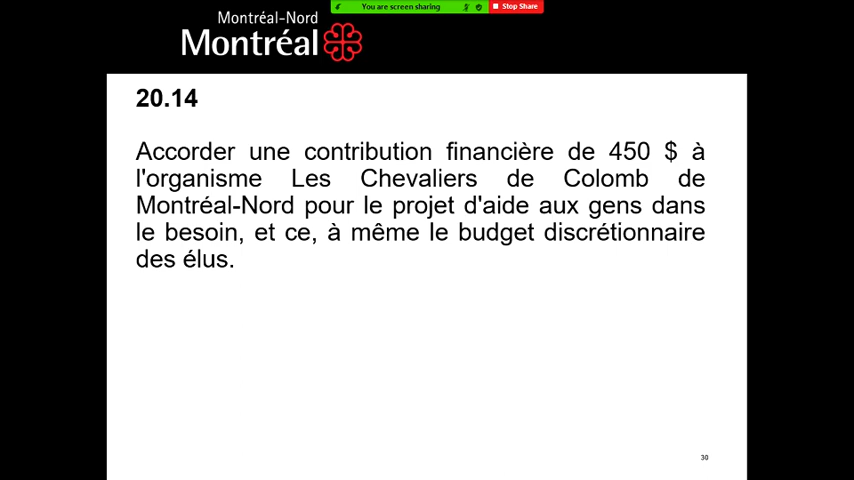 You are screen sharing
Stop Share
Montréal-Nord
Montréal
20.14
Accorder une contribution financière de 450 $ à
l'organisme Les Chevaliers de Colomb de
Montréal-Nord pour le projet d'aide aux gens dans
le besoin, et ce, à même le budget discrétionnaire
des élus.
30